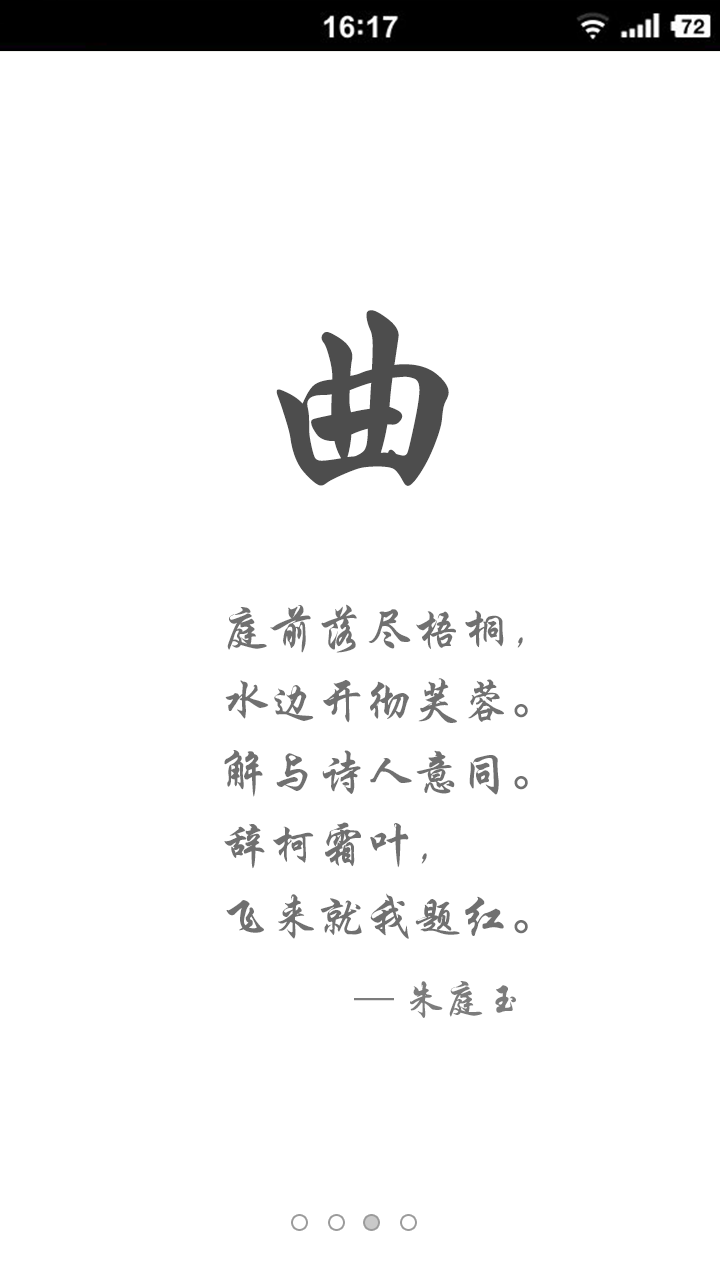 16:17
72
曲
庭前落尽梧桐,
水边开彻芙蓉。
解与诗人意同。
辞柯霜叶,
飞来就我题红。
— 朱庭玉